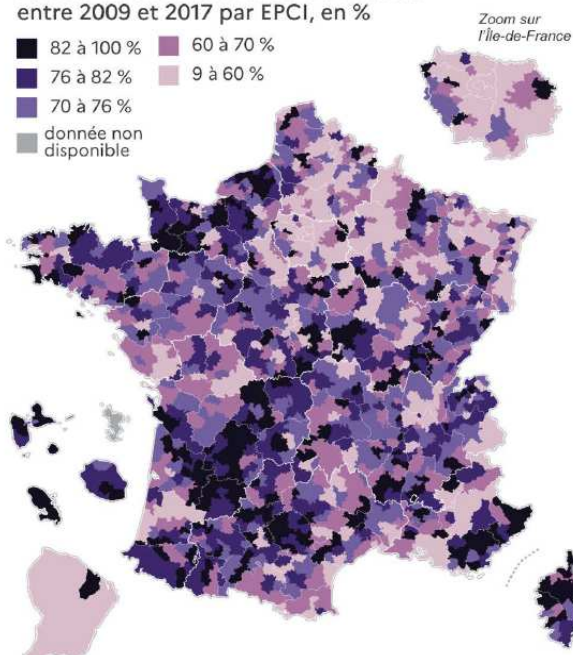 entre 2009 et 2017 par EPCI, en %
82 à 100 %
76 à 82 %
70 à 76 %
donnée non
disponible
60 à 70 %
9 à 60 %
Zoom sur
l'Île-de-France